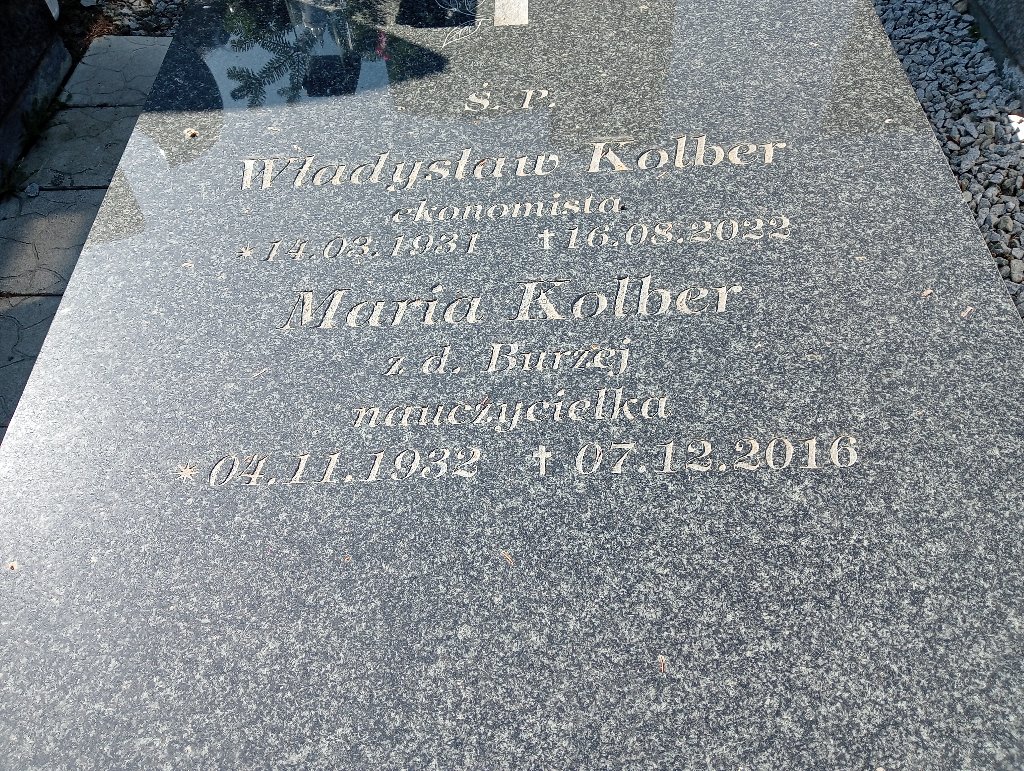 Ś. P.
Władysław Kolber
ekonomista
*14.03.1931 †16.08.2022
Maria Kolber
z d. Burzej
nauczycielka
*04.11.1932 †07.12.2016